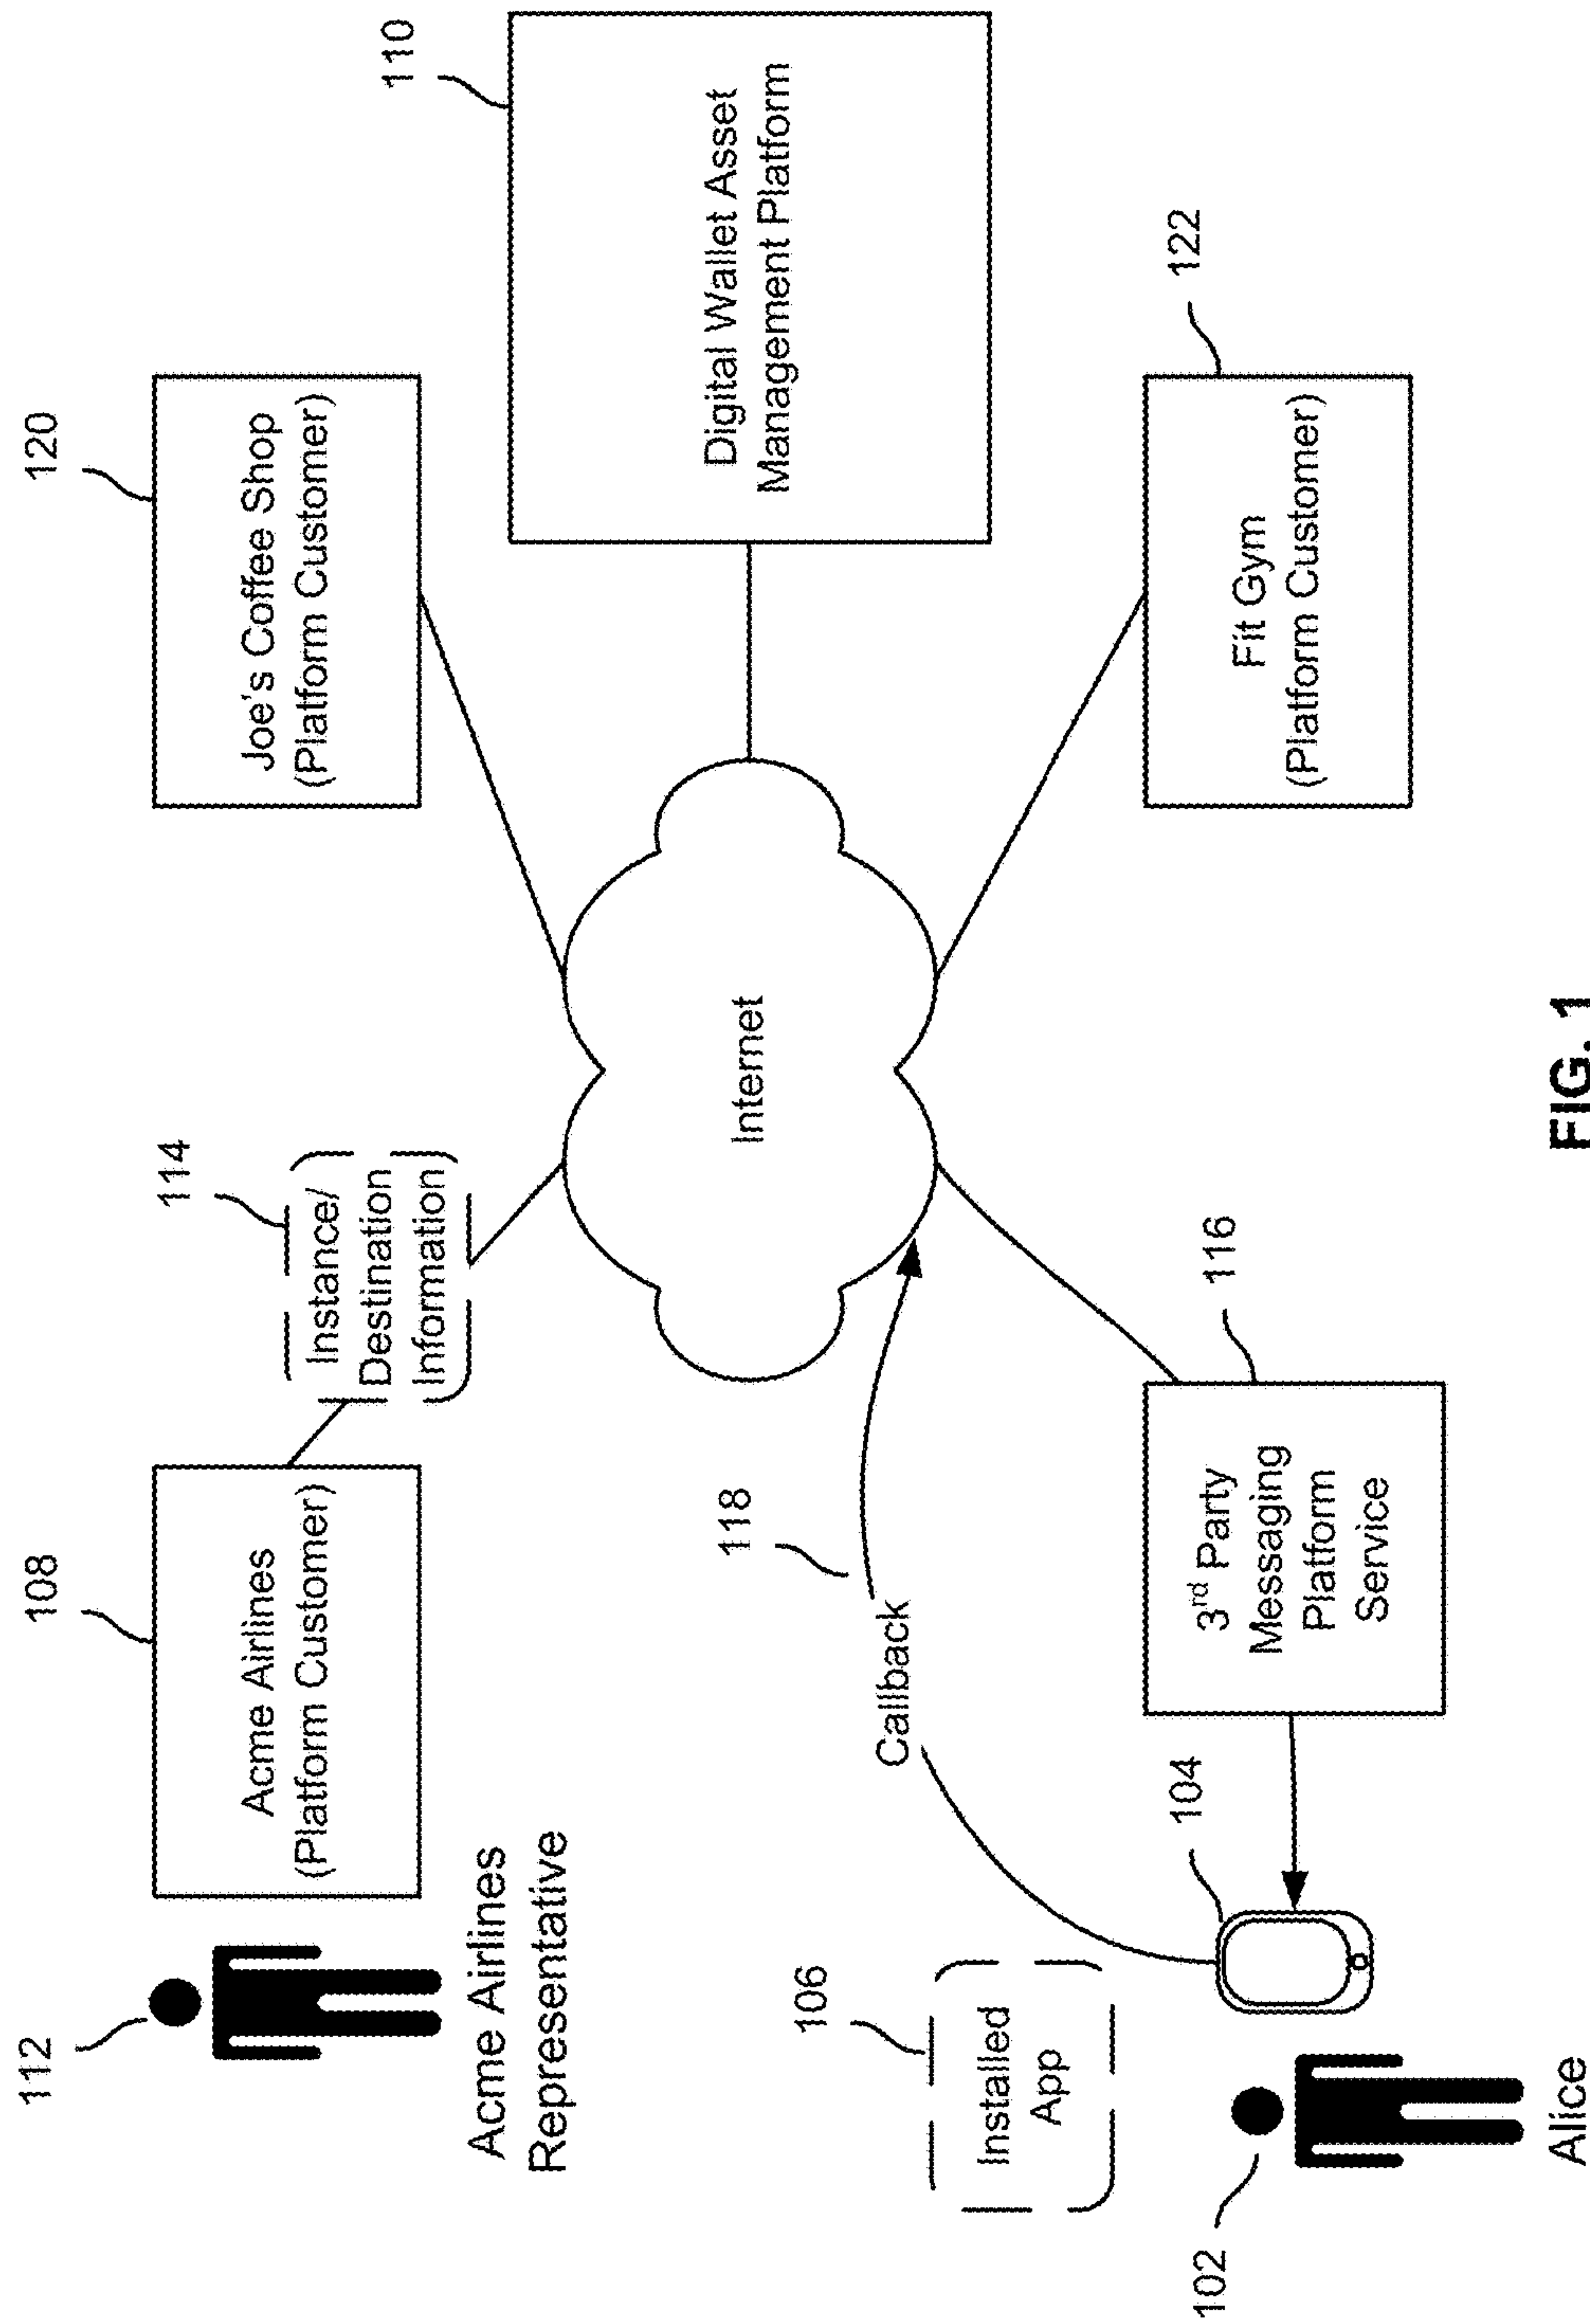 112
108
Acme Airlines
(Platform Customer)
Acme Airlines
Representative
114
Instance/
Destination
Information
120
Joe's Coffee Shop
(Platform Customer)
110
Digital Wallet Asset
Management Platform
Internet
118
Callback
106
Installed
App
102
Alice
104
116
3rd Party
Messaging
Platform
Service
122
Fit Gym
(Platform Customer)
FIG. 1